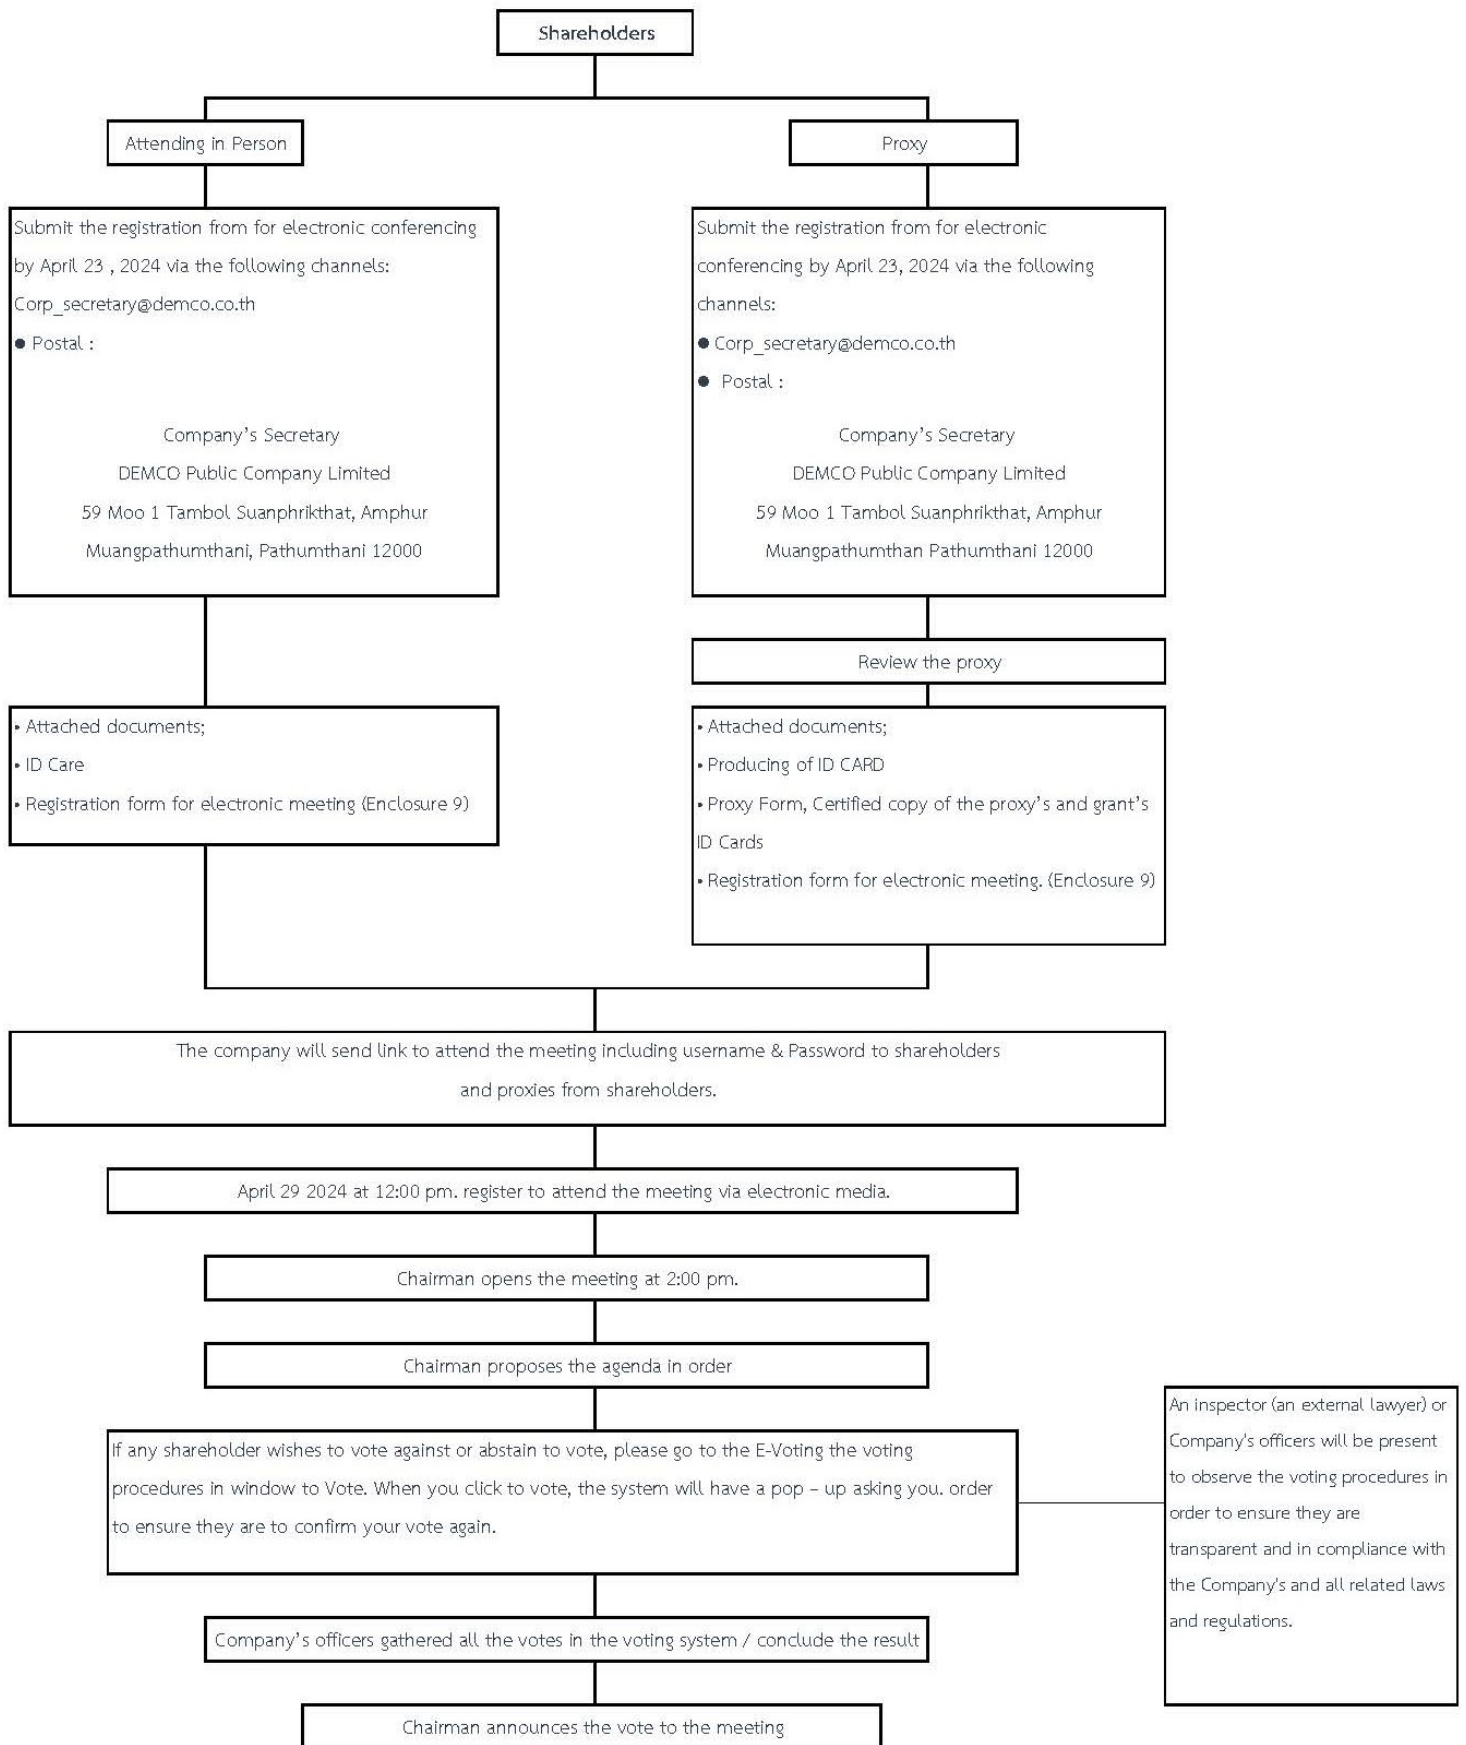 Shareholders
Attending in Person
Proxy
Submit the registration from for electronic conferencing
by April 23 , 2024 via the following channels:
Corp_secretary@demco.co.th
● Postal :
Company's Secretary
DEMCO Public Company Limited
59 Moo 1 Tambol Suanphrikthat, Amphur
Muangpathumthani, Pathumthani 12000
Submit the registration from for electronic
conferencing by April 23, 2024 via the following
channels:
● Corp_secretary@demco.co.th
● Postal :
Company's Secretary
DEMCO Public Company Limited
59 Moo 1 Tambol Suanphrikthat, Amphur
Muangpathumthan Pathumthani 12000
Review the proxy
• Attached documents;
• ID Care
• Registration form for electronic meeting (Enclosure 9)
• Attached documents;
• Producing of ID CARD
• Proxy Form, Certified copy of the proxy's and grant's
ID Cards
• Registration form for electronic meeting. (Enclosure 9)
The company will send link to attend the meeting including username & Password to shareholders
and proxies from shareholders.
April 29 2024 at 12:00 pm. register to attend the meeting via electronic media.
Chairman opens the meeting at 2:00 pm.
Chairman proposes the agenda in order
If any shareholder wishes to vote against or abstain to vote, please go to the E-Voting the voting
procedures in window to Vote. When you click to vote, the system will have a pop – up asking you. order
to ensure they are to confirm your vote again.
An inspector (an external lawyer) or
Company's officers will be present
to observe the voting procedures in
order to ensure they are
transparent and in compliance with
the Company's and all related laws
and regulations.
Company's officers gathered all the votes in the voting system / conclude the result
Chairman announces the vote to the meeting